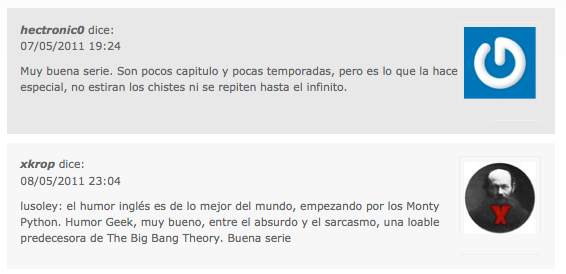 hectronic0 dice:
07/05/2011 19:24
Muy buena serie. Son pocos capitulo y pocas temporadas, pero es lo que la hace
especial, no estiran los chistes ni se repiten hasta el infinito.
xkrop dice:
08/05/2011 23:04
lusoley: el humor inglés es de lo mejor del mundo, empezando por los Monty
Python. Humor Geek, muy bueno, entre el absurdo y el sarcasmo, una loable
predecesora de The Big Bang Theory. Buena serie
X